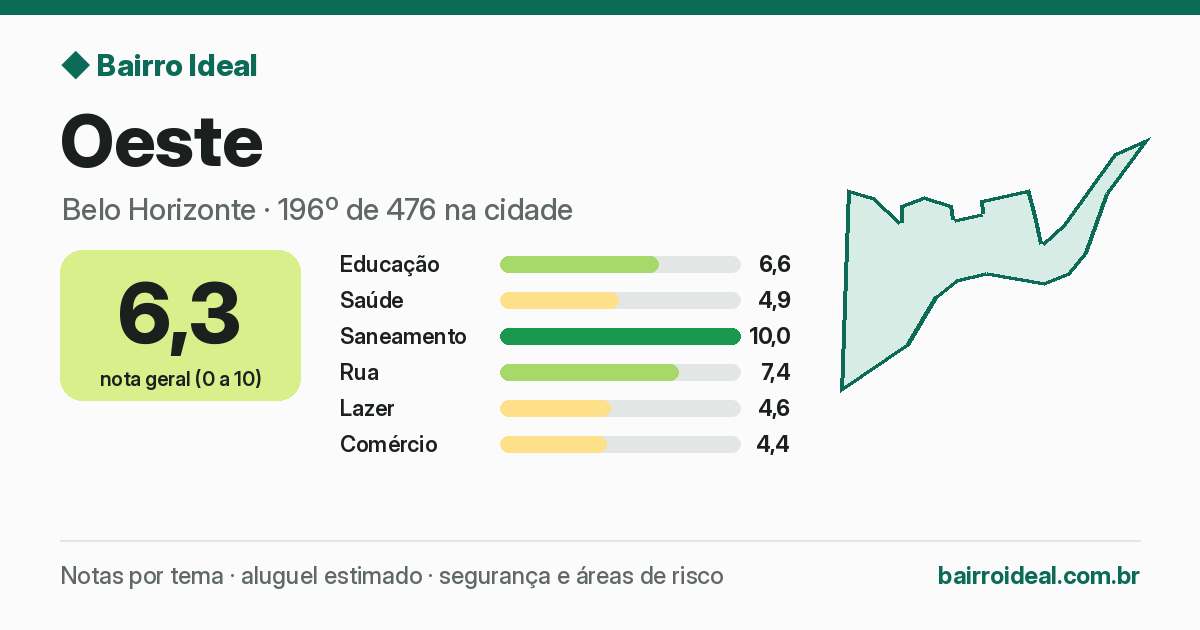 Bairro Ideal
Oeste
Belo Horizonte · 196º de 476 na cidade
6,3
nota geral (0 a 10)
Educação 6,6
Saúde 4,9
Saneamento 10,0
Rua 7,4
Lazer 4,6
Comércio 4,4
Notas por tema · aluguel estimado · segurança e áreas de risco
bairroideal.com.br